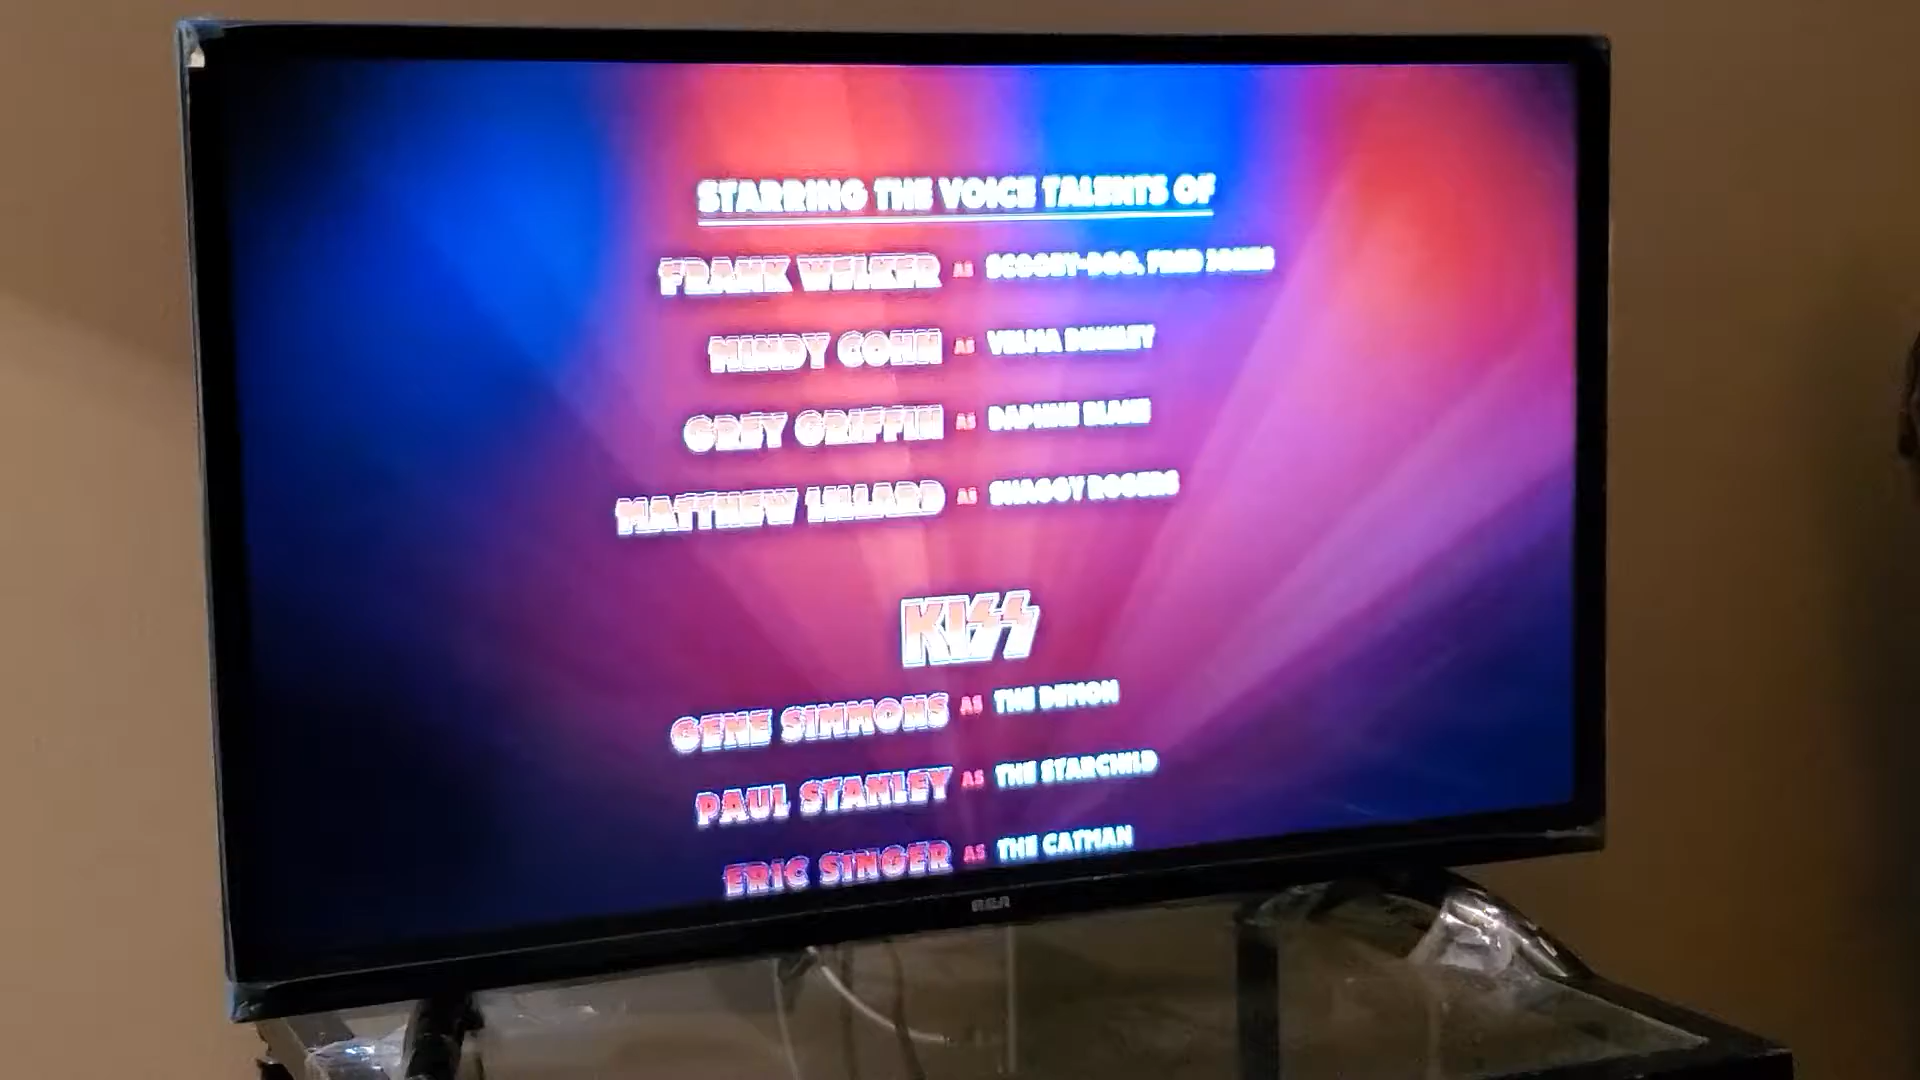 STARRING THE VOICE TALENTS OF
FRANK WELKER AS SCOOBY-DOO, FRED JONES
MINDY COHN AS VELMA DINKLEY
GREY GRIFFIN AS DAPHNE BLAKE
MATTHEW LILLARD AS SHAGGY ROGERS
KISS
GENE SIMMONS AS THE DEMON
PAUL STANLEY AS THE STARCHILD
ERIC SINGER AS THE CATMAN
RCA